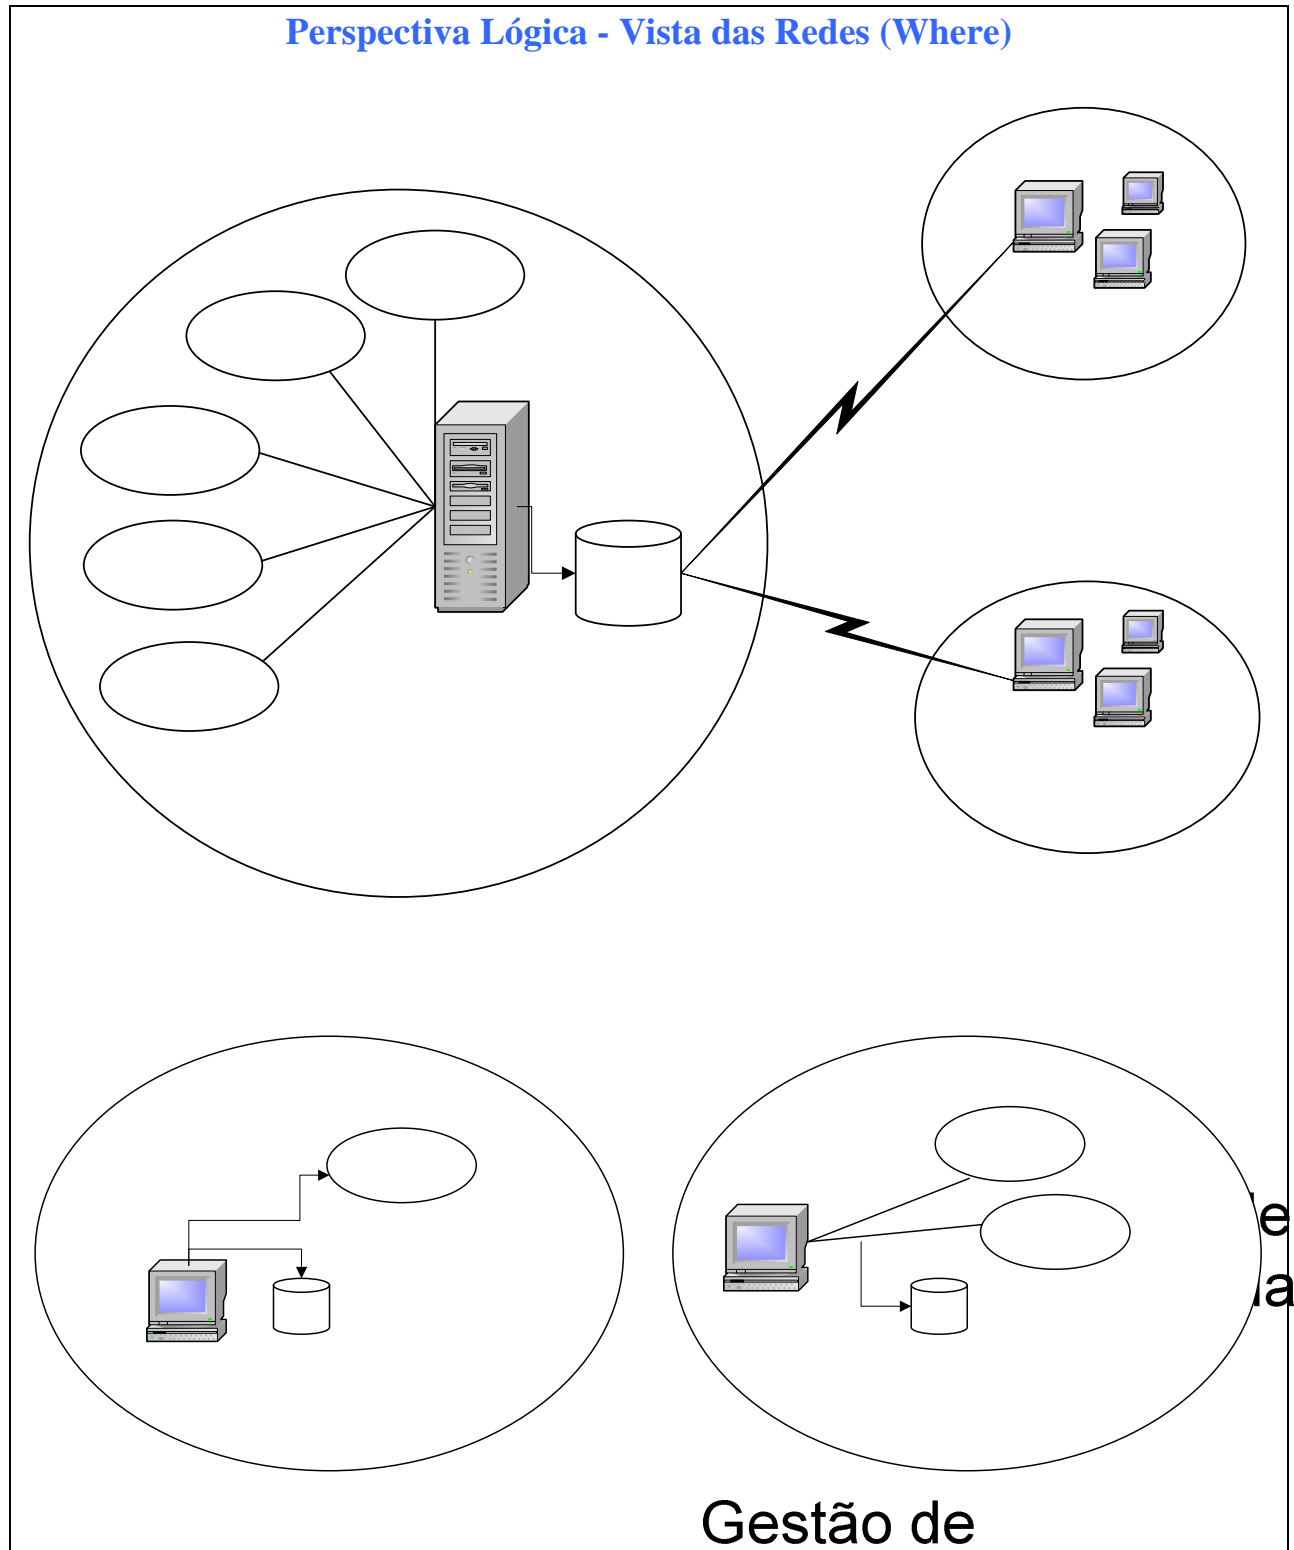 Perspectiva Lógica - Vista das Redes (Where)
Gestão de